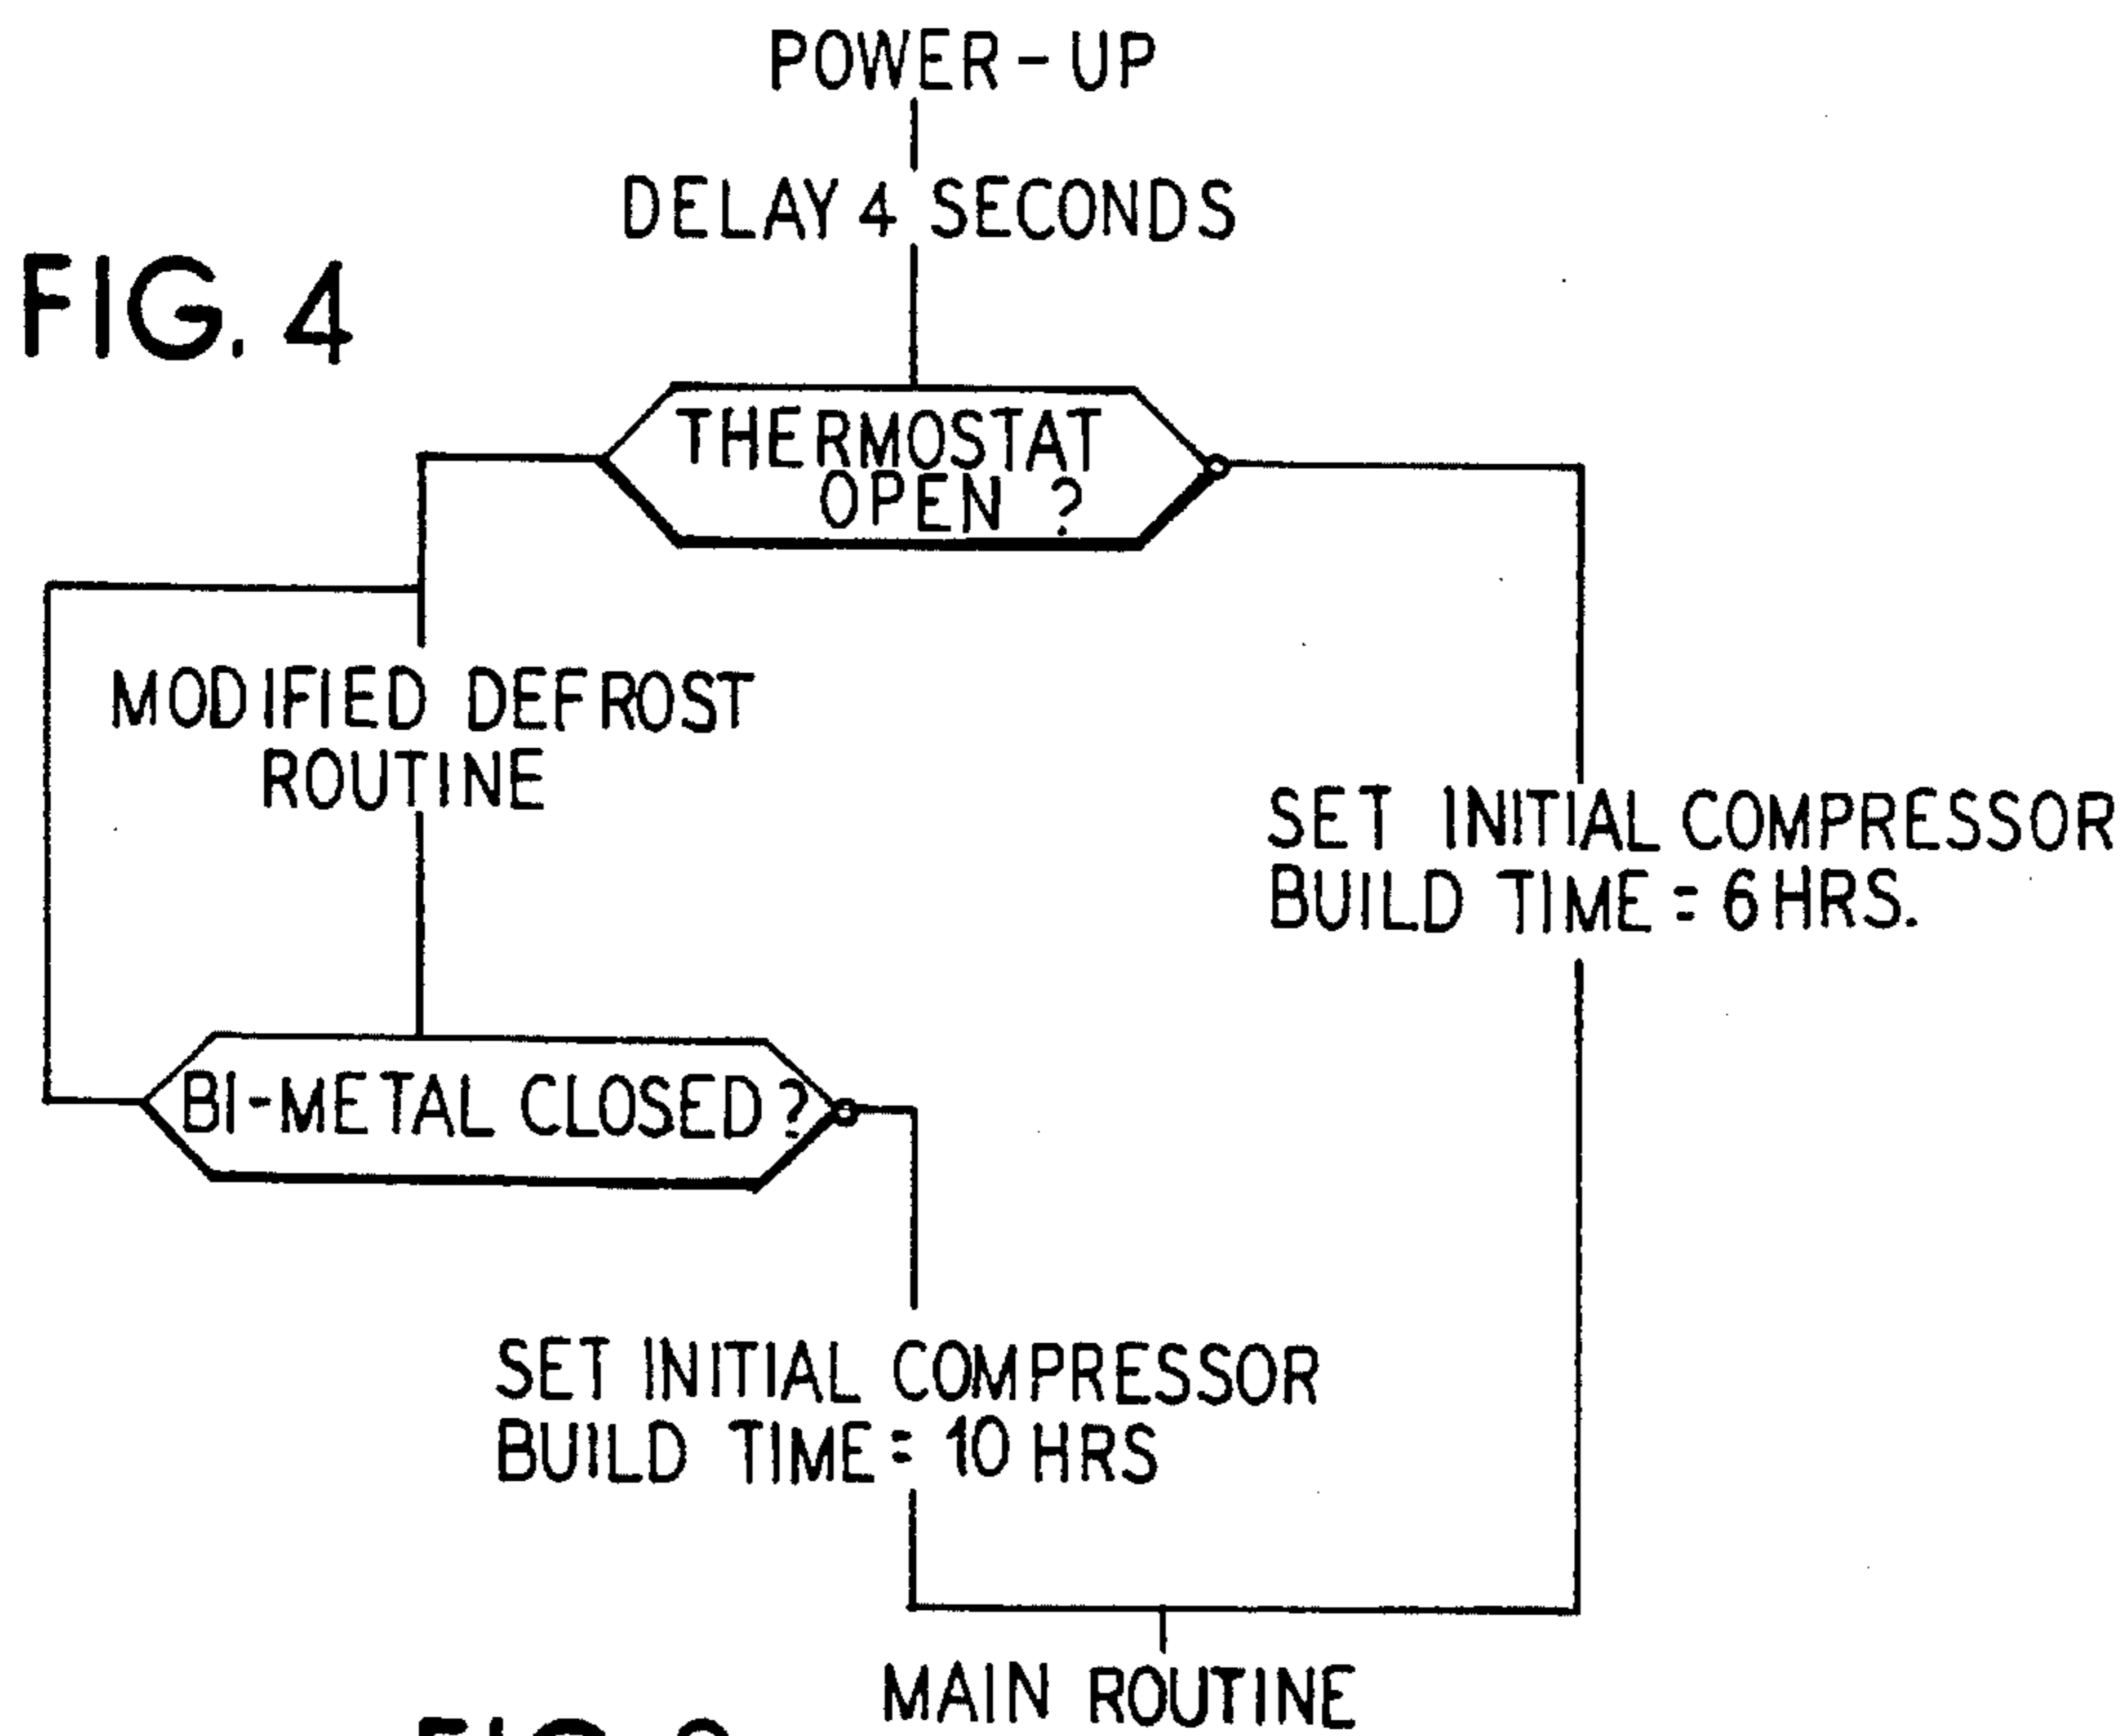 POWER-UP
DELAY 4 SECONDS
FIG. 4
THERMOSTAT
OPEN ?
MODIFIED DEFROST
ROUTINE
SET INITIAL COMPRESSOR
BUILD TIME = 6 HRS.
BI-METAL CLOSED ?
SET INITIAL COMPRESSOR
BUILD TIME = 10 HRS
MAIN ROUTINE